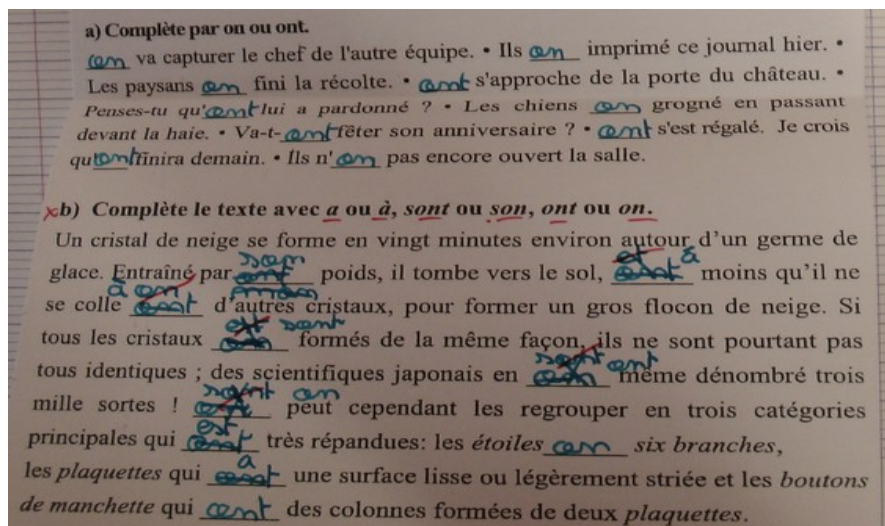 a) Complète par on ou ont.
on va capturer le chef de l'autre équipe. • Ils on imprimé ce journal hier. •
Les paysans on fini la récolte. • ont s'approche de la porte du château. •
Penses-tu qu'ont lui a pardonné ? • Les chiens on grogné en passant
devant la haie. • Va-t-ont fêter son anniversaire ? • ont s'est régalé. Je crois
qu'ont finira demain. • Ils n'on pas encore ouvert la salle.
xb) Complète le texte avec a ou à, sont ou son, ont ou on.
Un cristal de neige se forme en vingt minutes environ autour d'un germe de
son et à
glace. Entraîné par ont poids, il tombe vers le sol, moins qu'il ne
à on
se colle ont d'autres cristaux, pour former un gros flocon de neige. Si
est sont
tous les cristaux formés de la même façon, ils ne sont pourtant pas
sont ont
tous identiques ; des scientifiques japonais en même dénombré trois
sont on
mille sortes ! peut cependant les regrouper en trois catégories
est
principales qui ont très répandues: les étoiles on six branches,
a
les plaquettes qui ont une surface lisse ou légèrement striée et les boutons
de manchette qui ont des colonnes formées de deux plaquettes.